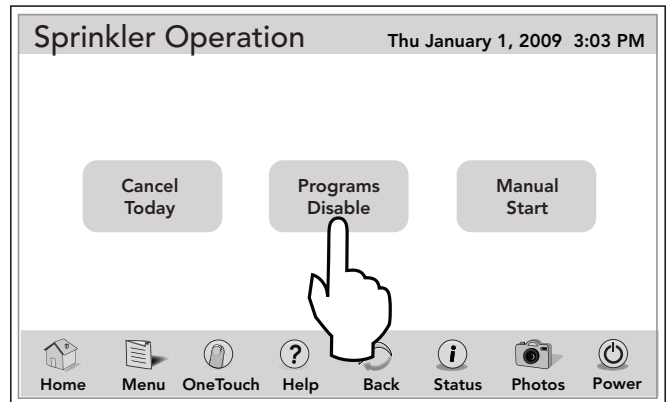 Sprinkler Operation
Thu January 1, 2009 3:03 PM
Cancel
Today
Programs
Disable
Manual
Start
Home
Menu
OneTouch
Help
Back
Status
Photos
Power
?
i